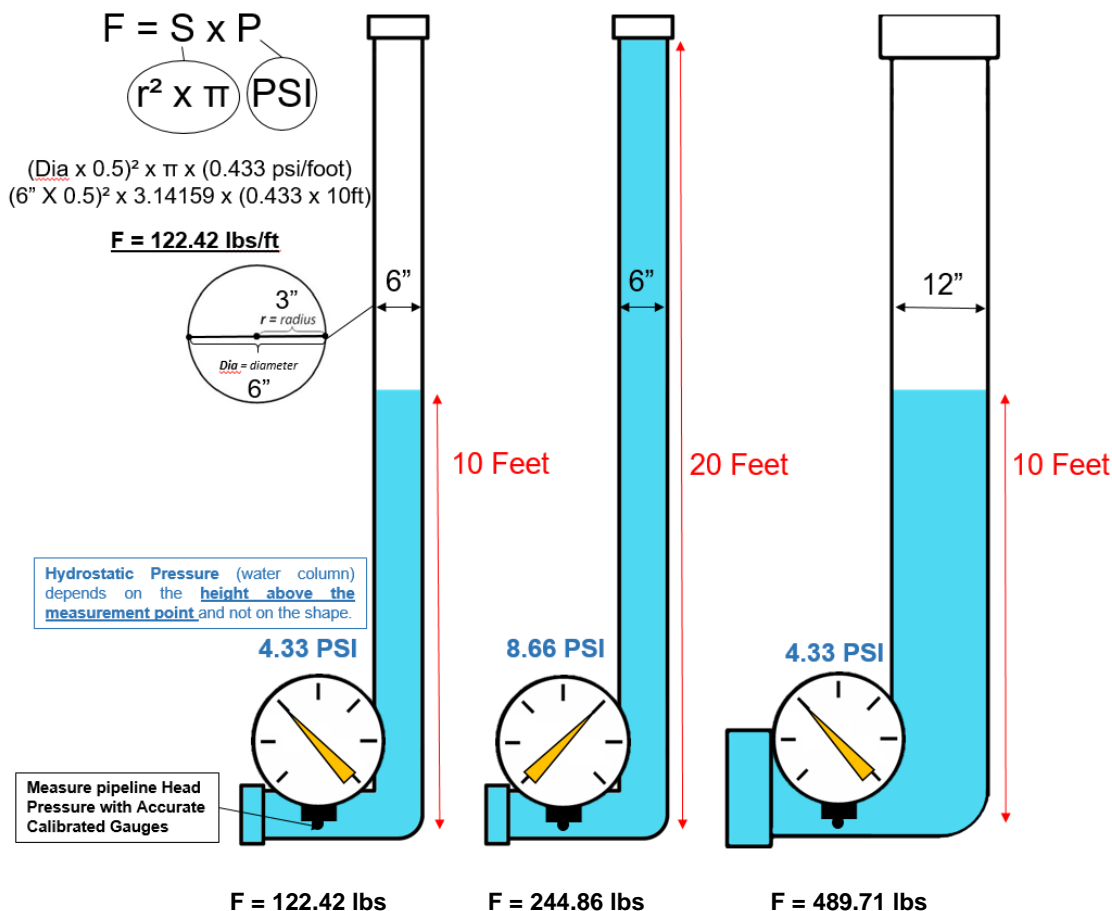 F = S x P
r² x π PSI
(Dia x 0.5)² x π x (0.433 psi/foot)
(6” X 0.5)² x 3.14159 x (0.433 x 10ft)
F = 122.42 lbs/ft
3”
r = radius
Dia = diameter
6”
6”
6”
12”
10 Feet
20 Feet
10 Feet
Hydrostatic Pressure (water column)
depends on the height above the
measurement point and not on the shape.
4.33 PSI
8.66 PSI
4.33 PSI
Measure pipeline Head
Pressure with Accurate
Calibrated Gauges
F = 122.42 lbs
F = 244.86 lbs
F = 489.71 lbs